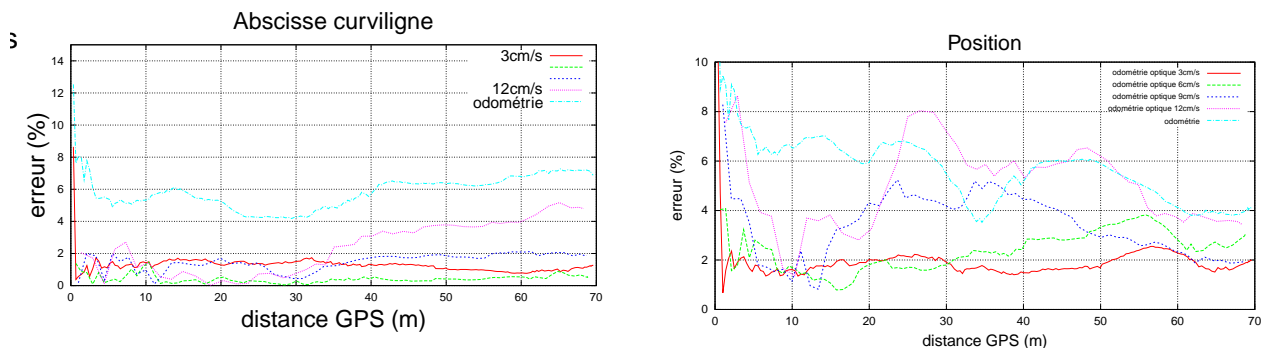 Abscisse curviligne
s
14
12
10
8
6
4
2
0
erreur (%)
3cm/s
12cm/s
odométrie
0 10 20 30 40 50 60 70
distance GPS (m)
Position
10
8
6
4
2
0
erreur (%)
odométrie optique 3cm/s
odométrie optique 6cm/s
odométrie optique 9cm/s
odométrie optique 12cm/s
odométrie
0 10 20 30 40 50 60 70
distance GPS (m)